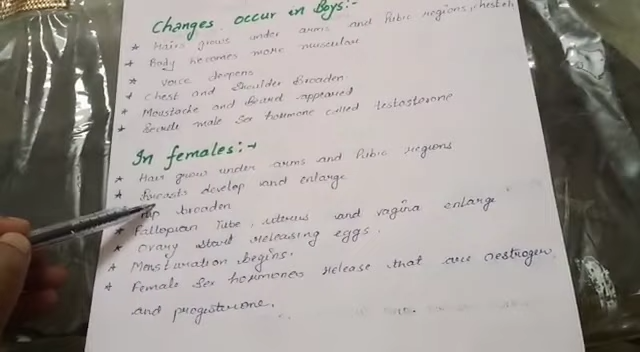 Changes occur in Boys:-
* Hairs grows under arms and Pubic regions, chest etc
* Body becomes more muscular
* voice deepens
* Chest and Shoulder Broaden.
* Moustache and Beard appeared
* Secrete male Sex hormone called testosterone
In females:-
* Hair grow under arms and Pubic regions
* Breasts develop and enlarge
* Hip broaden
* Fallopian Tube, uterus and vagina enlarge.
* Ovary start releasing eggs.
* Mensturation begins.
* Female Sex hormones release that are oestrogen
and progesterone.